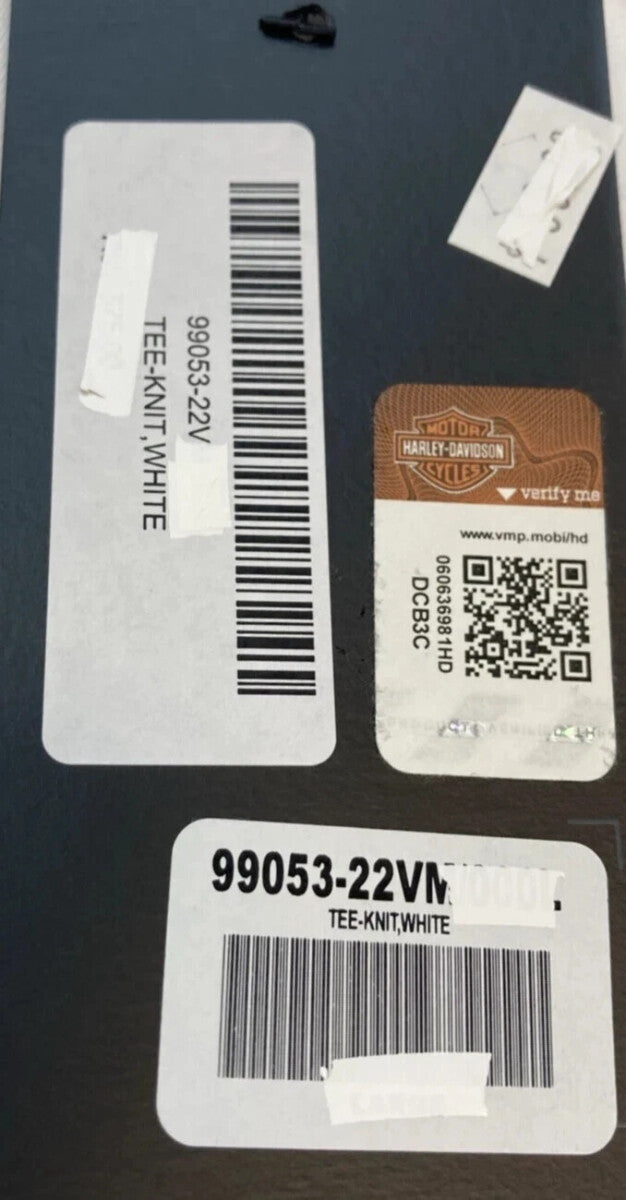 99053-22V
TEE-KNIT,WHITE
MOTOR
HARLEY-DAVIDSON
CYCLES
verify me
www.vmp.mobi/hd
060636981HD
DCB3C
99053-22VM
TEE-KNIT,WHITE